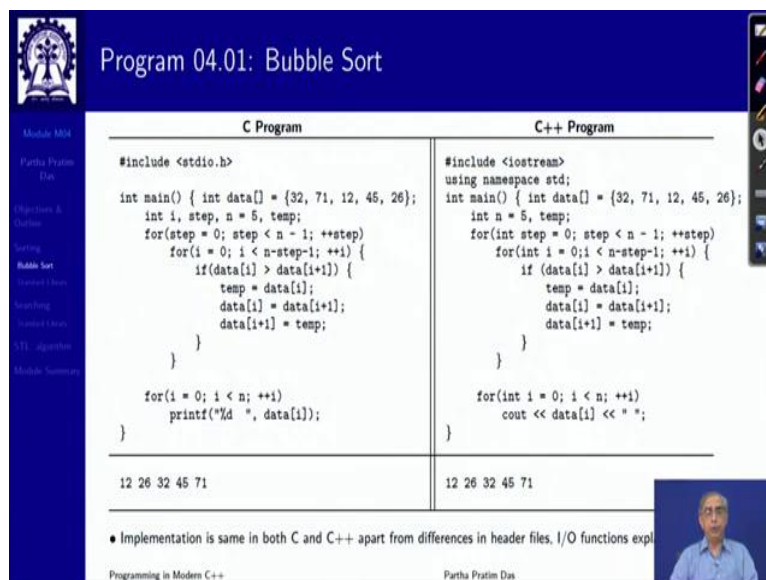 Program 04.01: Bubble Sort
Module M04
Partha Pratim
Das
Objectives &
Outline
Sorting
Bubble Sort
Standard Library
Searching
Standard Library
STL: algorithm
Module Summary
C Program
#include <stdio.h>
int main() { int data[] = {32, 71, 12, 45, 26};
int i, step, n = 5, temp;
for(step = 0; step < n - 1; ++step)
for(i = 0; i < n-step-1; ++i) {
if(data[i] > data[i+1]) {
temp = data[i];
data[i] = data[i+1];
data[i+1] = temp;
}
}
for(i = 0; i < n; ++i)
printf("%d ", data[i]);
}
12 26 32 45 71
C++ Program
#include <iostream>
using namespace std;
int main() { int data[] = {32, 71, 12, 45, 26};
int n = 5, temp;
for(int step = 0; step < n - 1; ++step)
for(int i = 0;i < n-step-1; ++i) {
if (data[i] > data[i+1]) {
temp = data[i];
data[i] = data[i+1];
data[i+1] = temp;
}
}
for(int i = 0; i < n; ++i)
cout << data[i] << " ";
}
12 26 32 45 71
• Implementation is same in both C and C++ apart from differences in header files, I/O functions expl
Programming in Modern C++
Partha Pratim Das